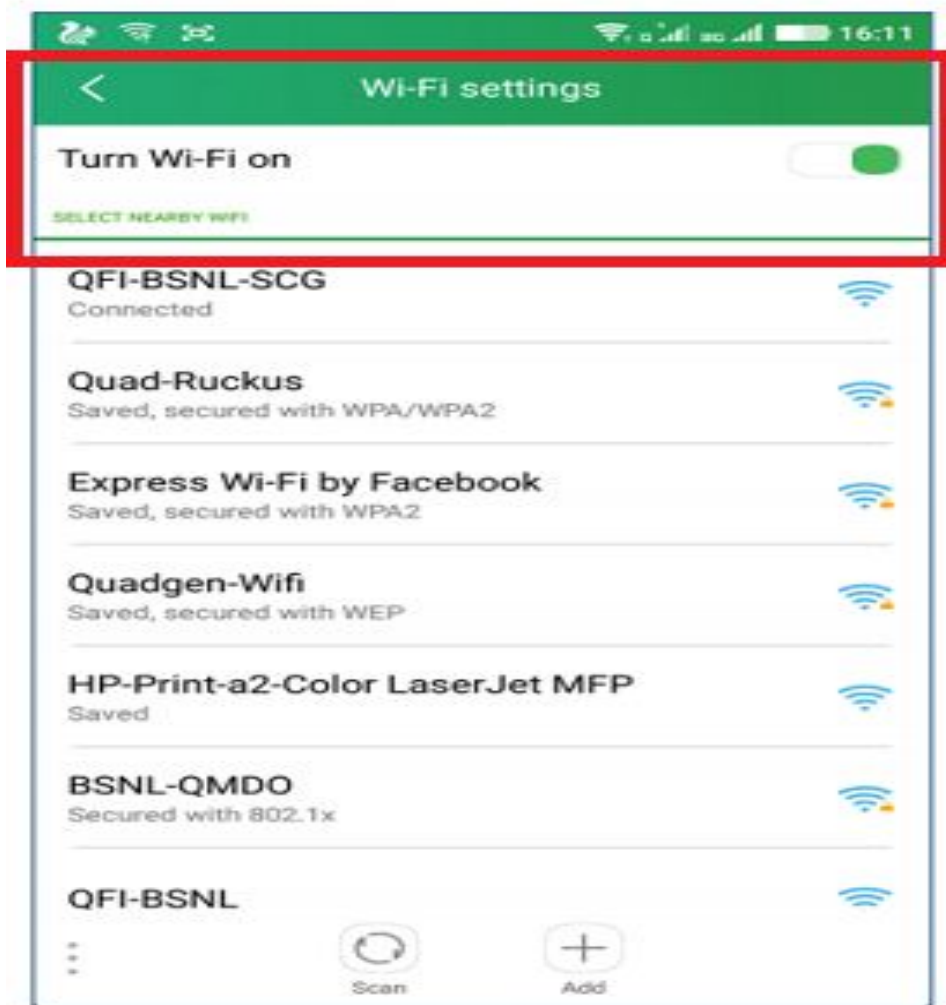 16:11
Wi-Fi settings
Turn Wi-Fi on
SELECT NEARBY WIFI
QFI-BSNL-SCG
Connected
Quad-Ruckus
Saved, secured with WPA/WPA2
Express Wi-Fi by Facebook
Saved, secured with WPA2
Quadgen-Wifi
Saved, secured with WEP
HP-Print-a2-Color LaserJet MFP
Saved
BSNL-QMDO
Secured with 802.1x
QFI-BSNL
Scan
Add